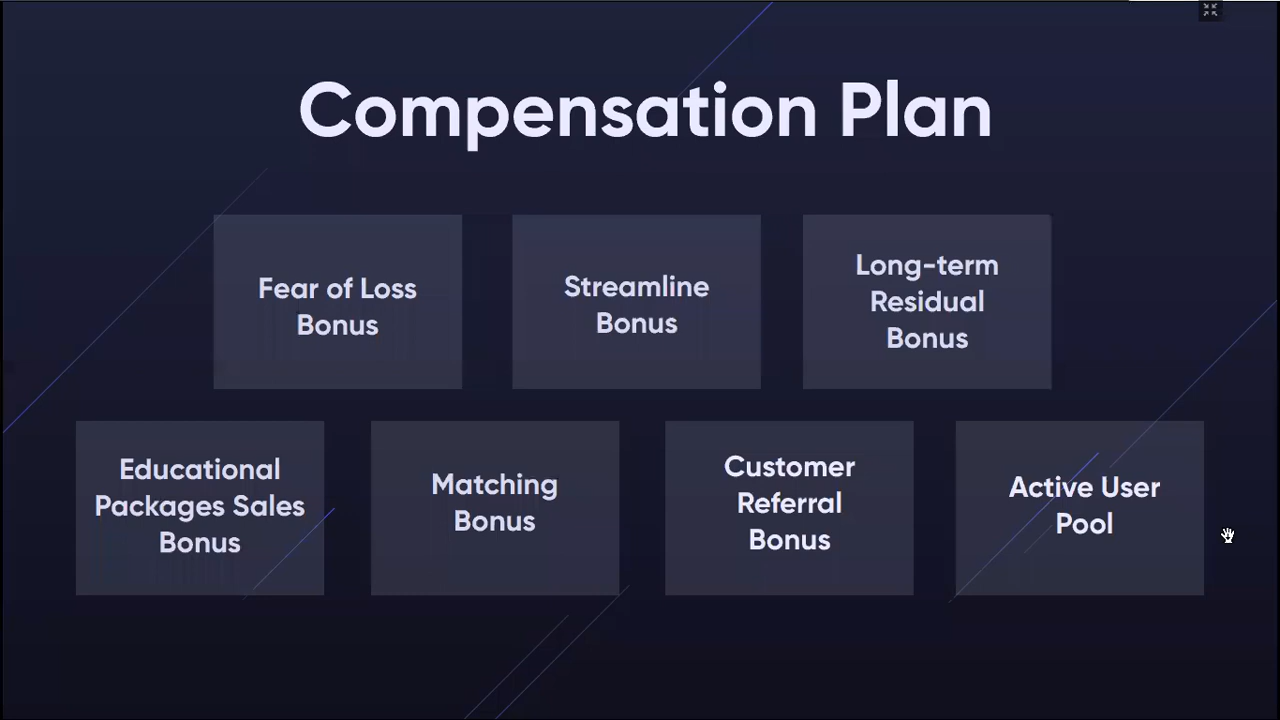 Compensation Plan
Fear of Loss
Bonus
Streamline
Bonus
Long-term
Residual
Bonus
Educational
Packages Sales
Bonus
Matching
Bonus
Customer
Referral
Bonus
Active User
Pool